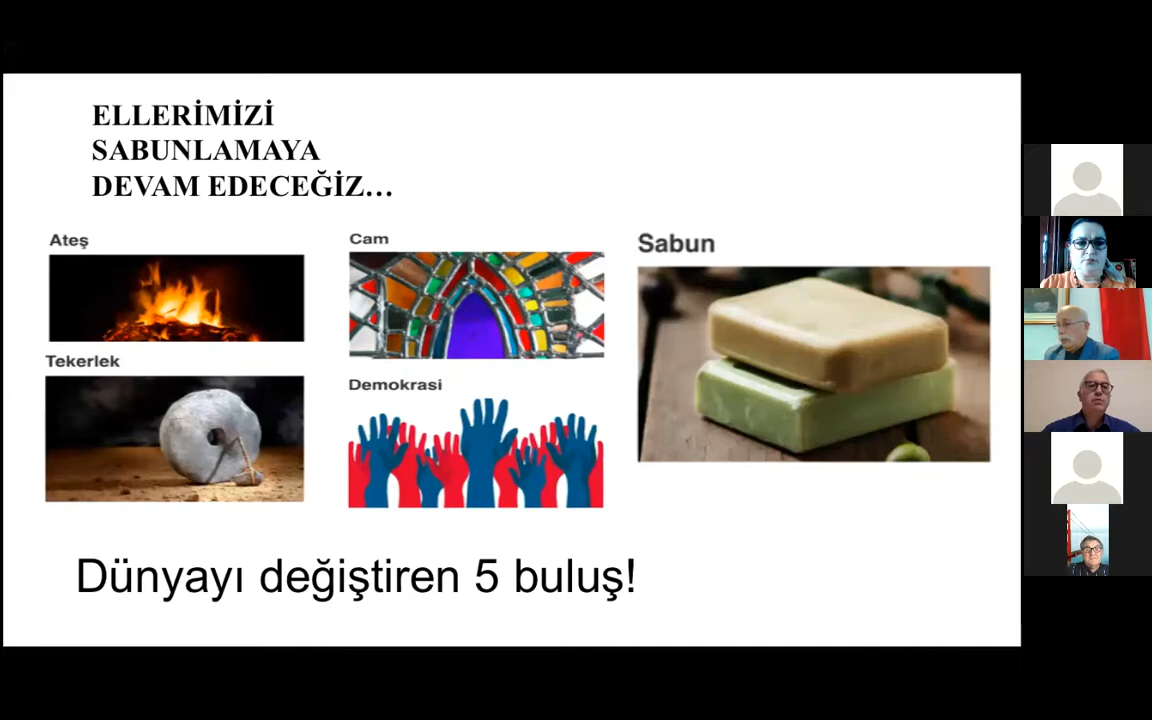 ELLERİMİZİ
SABUNLAMAYA
DEVAM EDECEĞİZ...
Ateş
Cam
Sabun
Tekerlek
Demokrasi
Dünyayı değiştiren 5 buluş!